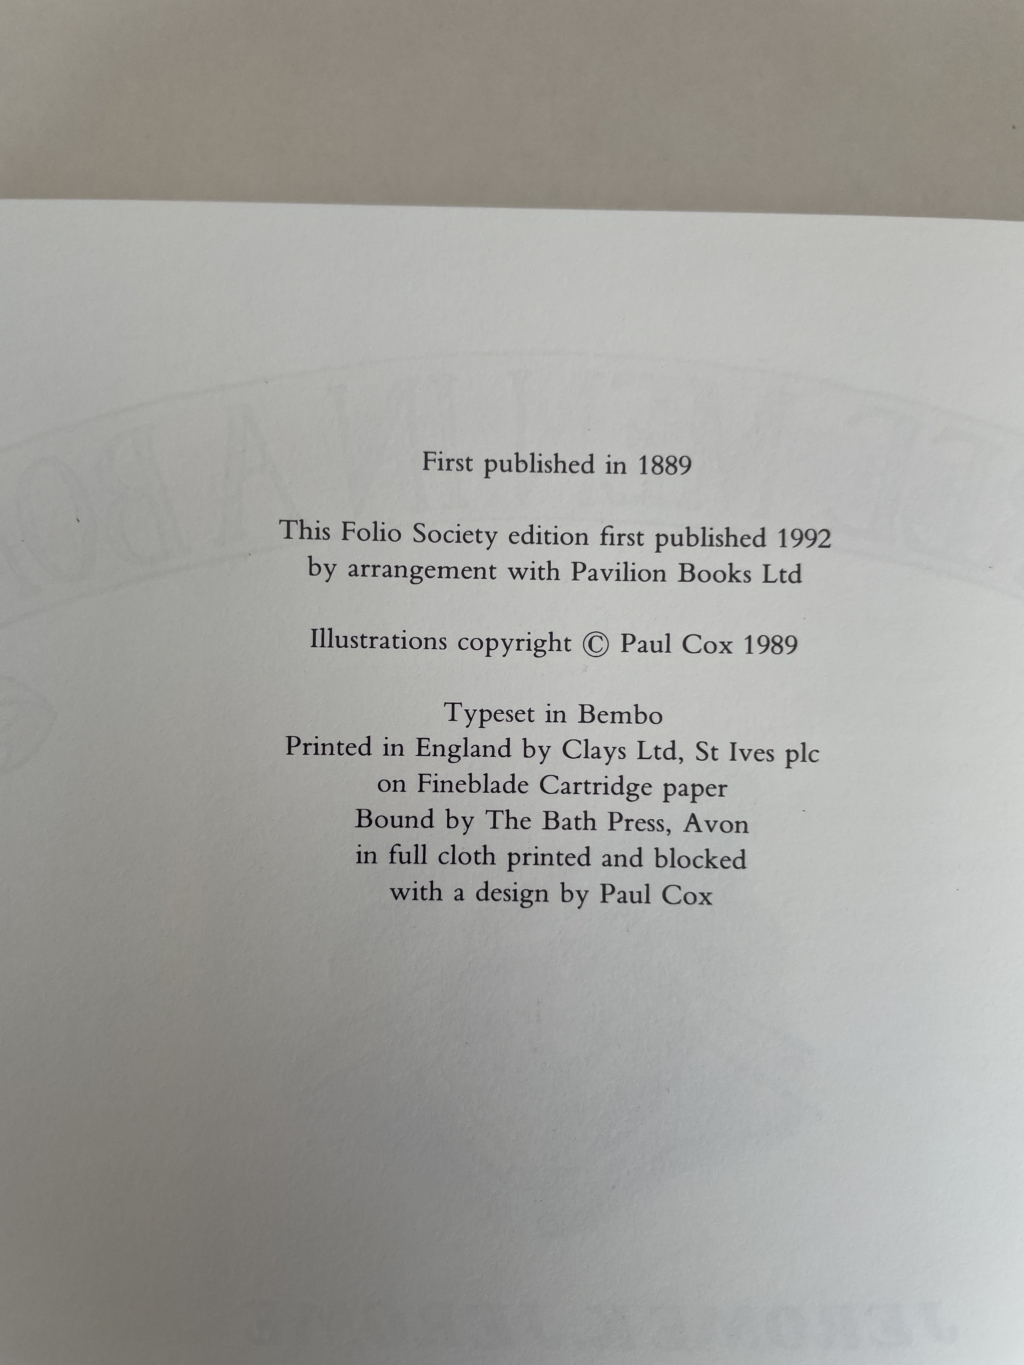 First published in 1889
This Folio Society edition first published 1992
by arrangement with Pavilion Books Ltd
Illustrations copyright © Paul Cox 1989
Typeset in Bembo
Printed in England by Clays Ltd, St Ives plc
on Fineblade Cartridge paper
Bound by The Bath Press, Avon
in full cloth printed and blocked
with a design by Paul Cox